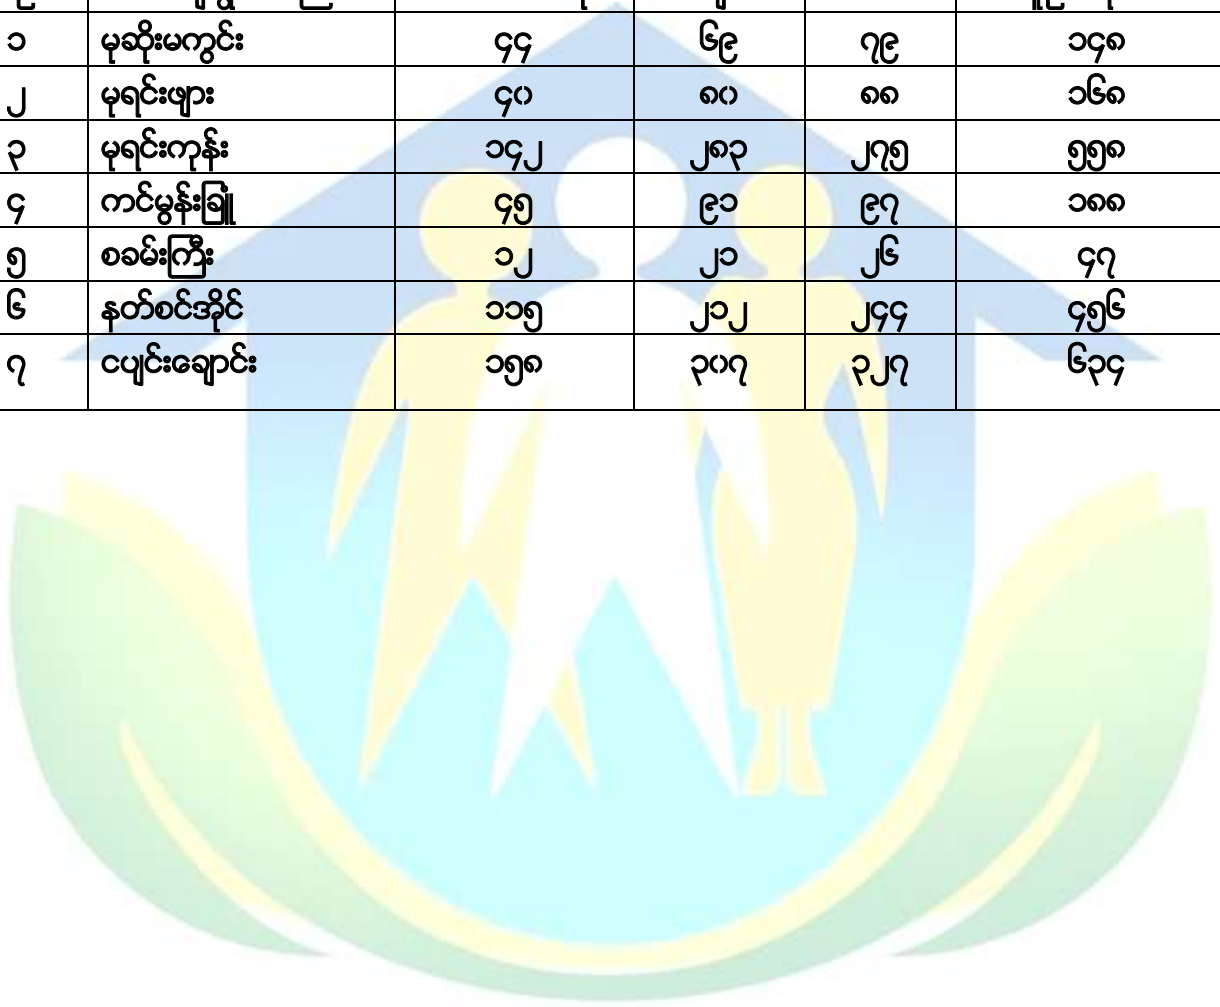 ၁ မုဆိုးမကွင်း ၄၄ ၆၉ ၇၉ ၁၄၈
၂ မုရင်းဖျား ၄၀ ၈၀ ၈၈ ၁၆၈
၃ မုရင်းကုန်း ၁၄၂ ၂၈၃ ၂၇၅ ၅၅၈
၄ ကင်မွန်းခြုံ ၄၅ ၉၁ ၉၇ ၁၈၈
၅ စခမ်းကြီး ၁၂ ၂၁ ၂၆ ၄၇
၆ နတ်စင်အိုင် ၁၁၅ ၂၁၂ ၂၄၄ ၄၅၆
၇ ငပျင်းချောင်း ၁၅၈ ၃၀၇ ၃၂၇ ၆၃၄